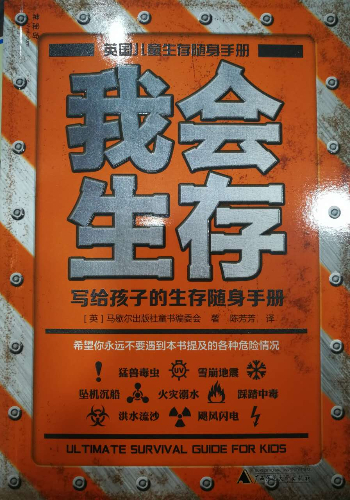 英国儿童生存随身手册
我会
生存
写给孩子的生存随身手册
[英]马歇尔出版社童书编委会 著 陈芳芳 译
希望你永远不要遇到本书提及的各种危险情况
猛兽毒虫 UV 雪崩地震
坠机沉船 火灾溺水 踩踏中毒
洪水流沙 飓风闪电
ULTIMATE SURVIVAL GUIDE FOR KIDS